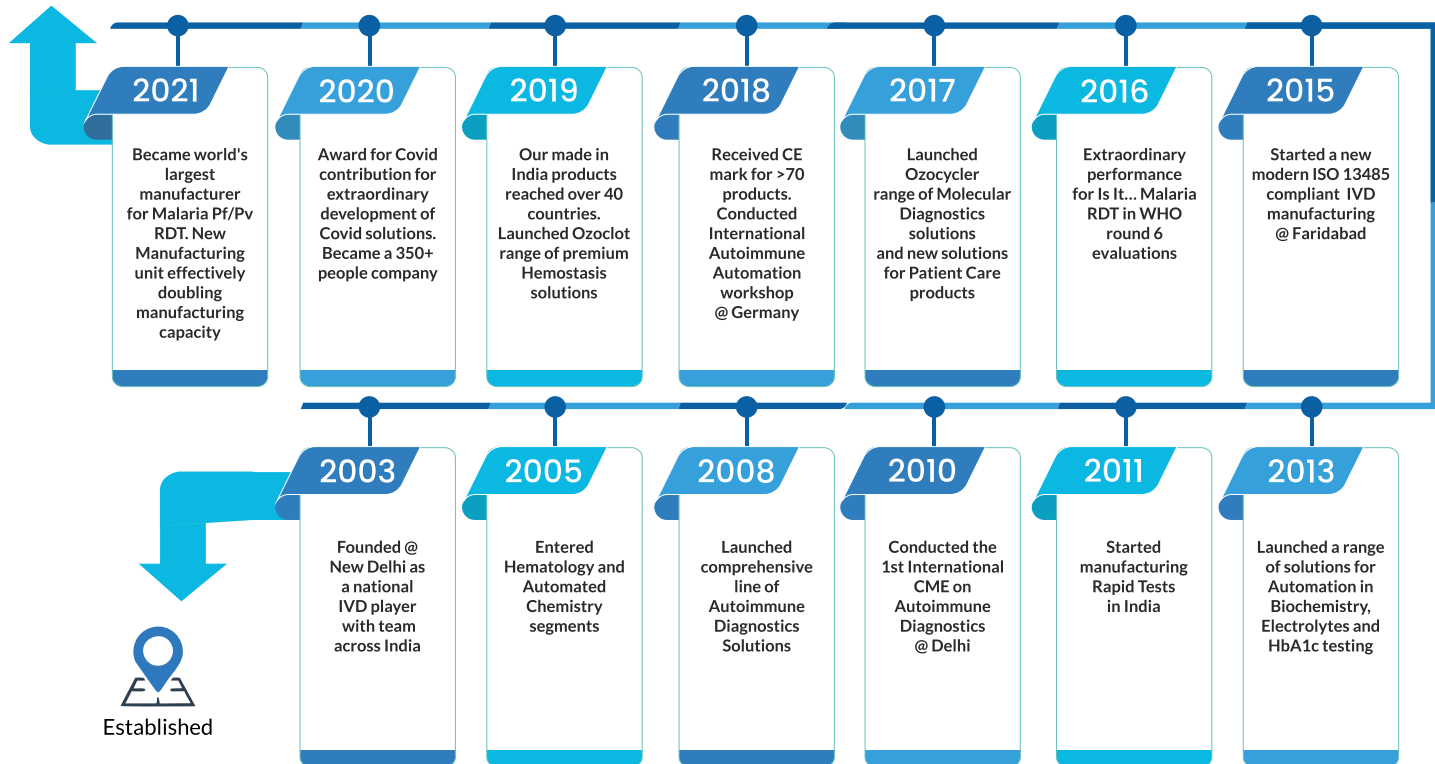 2021
Became world's
largest
manufacturer
for Malaria Pf/Pv
RDT. New
Manufacturing
unit effectively
doubling
manufacturing
capacity
2020
Award for Covid
contribution for
extraordinary
development of
Covid solutions.
Became a 350+
people company
2019
Our made in
India products
reached over 40
countries.
Launched Ozoclot
range of premium
Hemostasis
solutions
2018
Received CE
mark for >70
products.
Conducted
International
Autoimmune
Automation
workshop
@ Germany
2017
Launched
Ozocycler
range of Molecular
Diagnostics
solutions
and new solutions
for Patient Care
products
2016
Extraordinary
performance
for Is It... Malaria
RDT in WHO
round 6
evaluations
2015
Started a new
modern ISO 13485
compliant IVD
manufacturing
@ Faridabad
2003
Founded @
New Delhi as
a national
IVD player
with team
across India
2005
Entered
Hematology and
Automated
Chemistry
segments
2008
Launched
comprehensive
line of
Autoimmune
Diagnostics
Solutions
2010
Conducted the
1st International
CME on
Autoimmune
Diagnostics
@ Delhi
2011
Started
manufacturing
Rapid Tests
in India
2013
Launched a range
of solutions for
Automation in
Biochemistry,
Electrolytes and
HbA1c testing
Established